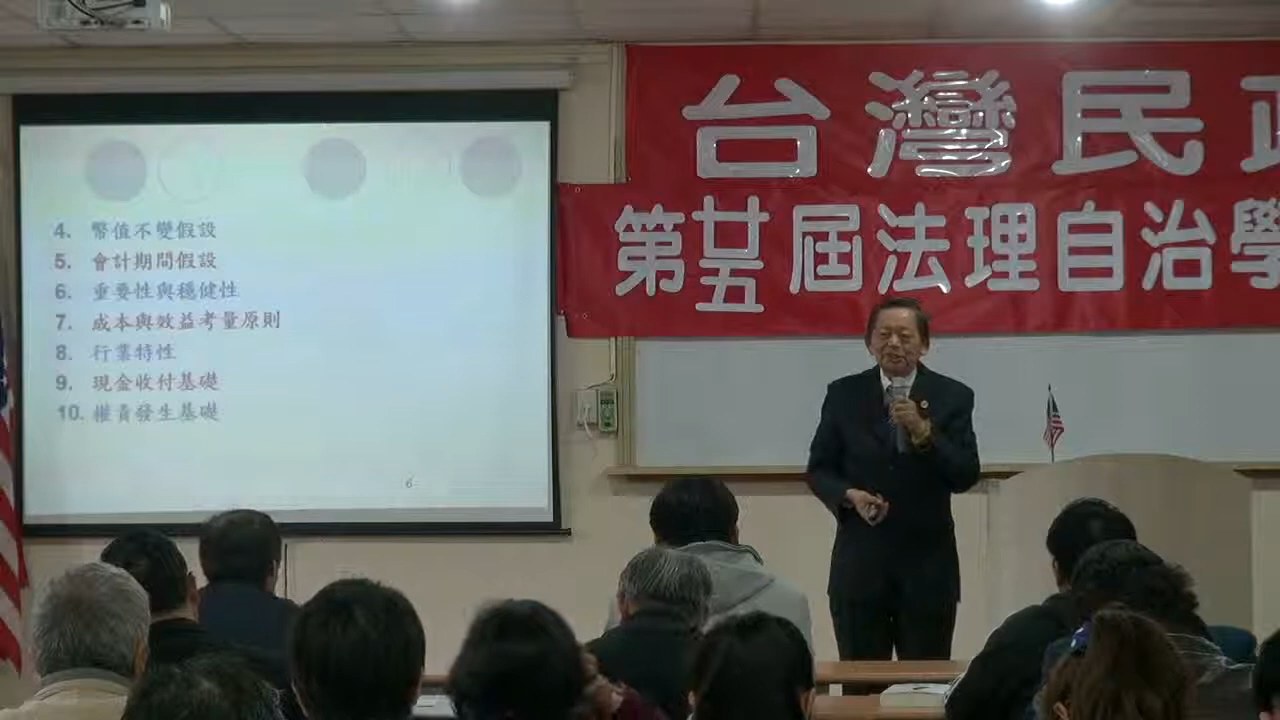 台灣民政
第廿五屆法理自治學
4. 幣值不變假設
5. 會計期間假設
6. 重要性與穩健性
7. 成本與效益考量原則
8. 行業特性
9. 現金收付基礎
10. 權責發生基礎
6